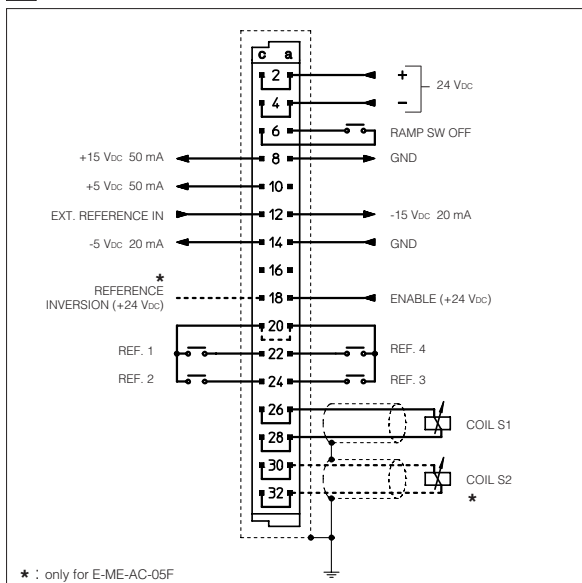 c a
2 + 24 VDC
4 -
6 RAMP SW OFF
+15 VDC 50 mA 8 GND
+5 VDC 50 mA 10
EXT. REFERENCE IN 12 -15 VDC 20 mA
-5 VDC 20 mA 14 GND
16
*
REFERENCE
INVERSION (+24 VDC) 18 ENABLE (+24 VDC)
20
REF. 1 22 REF. 4
REF. 2 24 REF. 3
26 COIL S1
28
30 COIL S2
32 *
* : only for E-ME-AC-05F